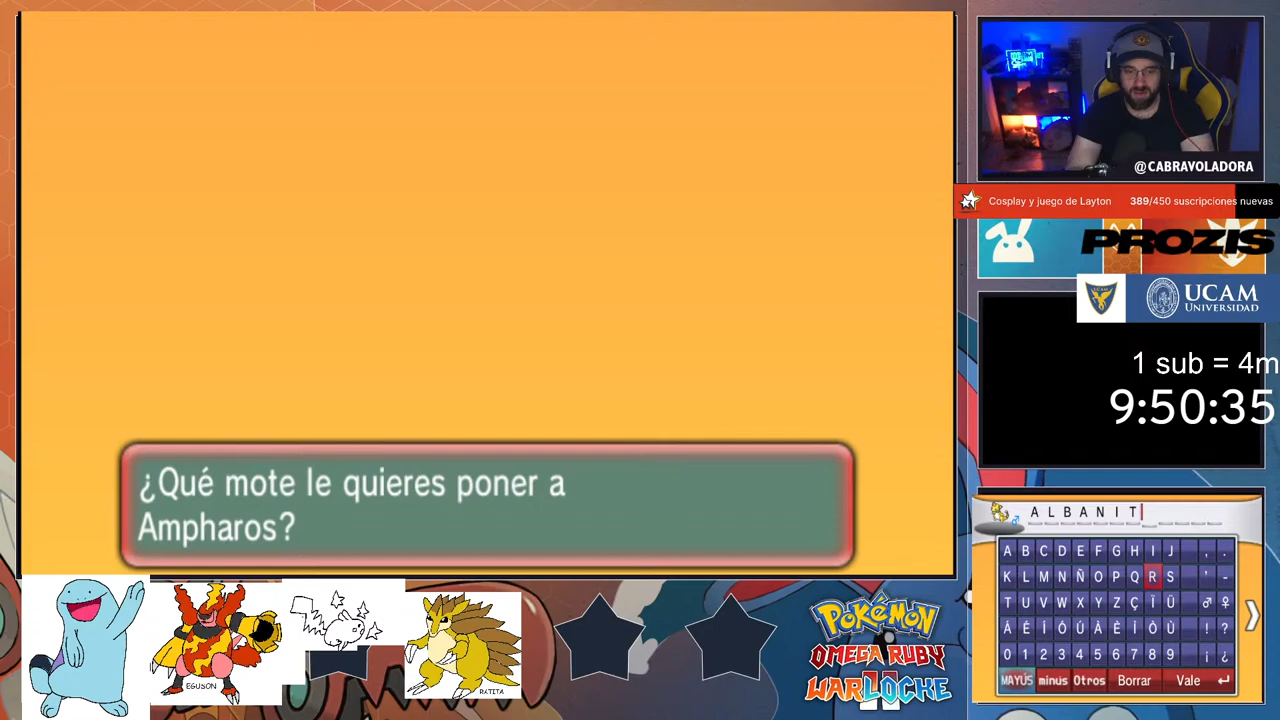 @CABRAVOLADORA
Cosplay y juego de Layton 389/450 suscripciones nuevas
PROZIS
UCAM
UNIVERSIDAD
1 sub = 4m
9:50:35
¿Qué mote le quieres poner a
Ampharos?
ALBANIT
A B C D E F G H I J , .
K L M N Ñ O P Q R S ' -
T U V W X Y Z Ç Ï Ü ♂ ♀
Á É Í Ó Ú À È Ì Ò Ù ! ?
0 1 2 3 4 5 6 7 8 9 ¡ ¿
MAYÚS minus Otros Borrar Vale
EGUSON
RATITA
POKÉMON
OMEGA RUBY
WARLOCKE